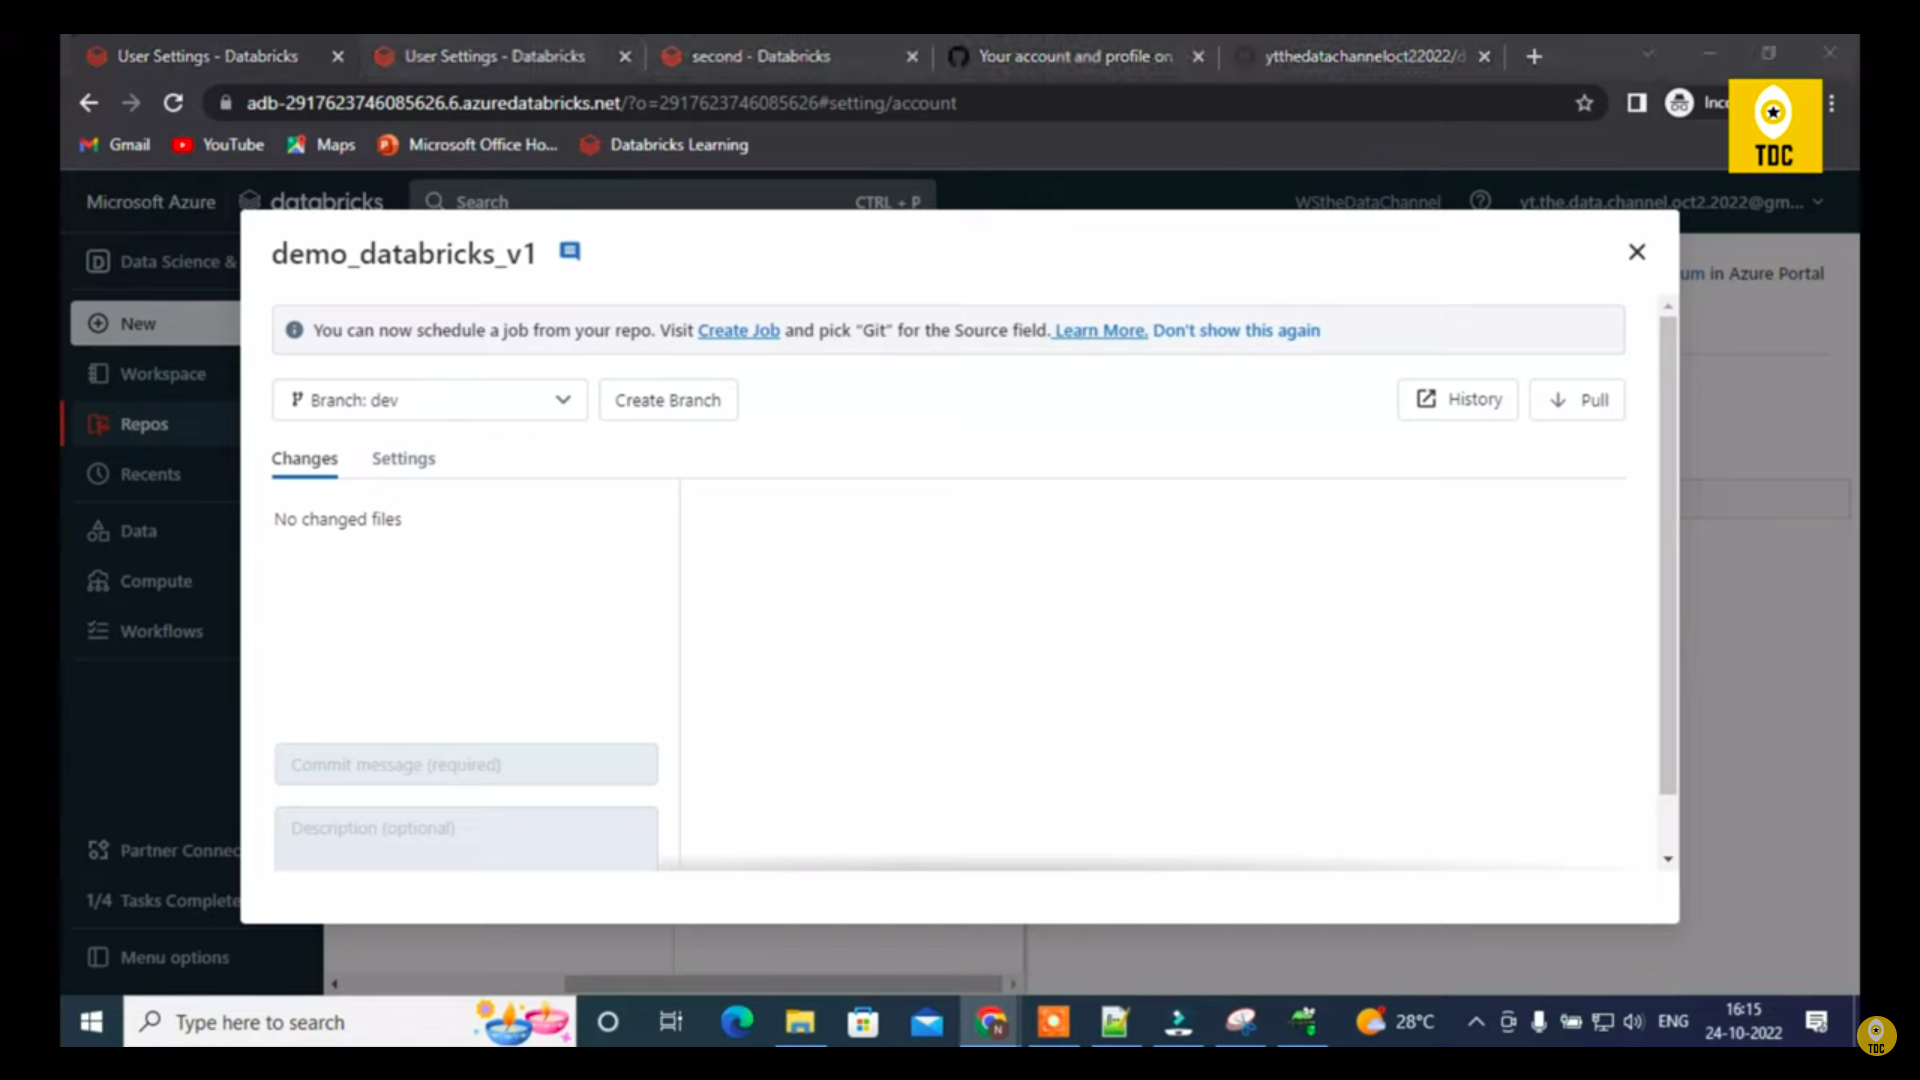 User Settings - Databricks
User Settings - Databricks
second - Databricks
Your account and profile on
ytthedatachanneloct22022/d
adb-2917623746085626.6.azuredatabricks.net/?o=2917623746085626#setting/account
Inc
TDC
Gmail
YouTube
Maps
Microsoft Office Ho...
Databricks Learning
Microsoft Azure
databricks
Search
CTRL + P
WStheDataChannel
yt.the.data.channel.oct2.2022@gm...
Data Science &
demo_databricks_v1
um in Azure Portal
New
You can now schedule a job from your repo. Visit Create Job and pick "Git" for the Source field. Learn More. Don't show this again
Workspace
Branch: dev
Create Branch
History
Pull
Repos
Changes
Settings
Recents
No changed files
Data
Compute
Workflows
Commit message (required)
Description (optional)
Partner Connec
1/4 Tasks Complete
Menu options
Type here to search
28°C
ENG
16:15
24-10-2022
TDC